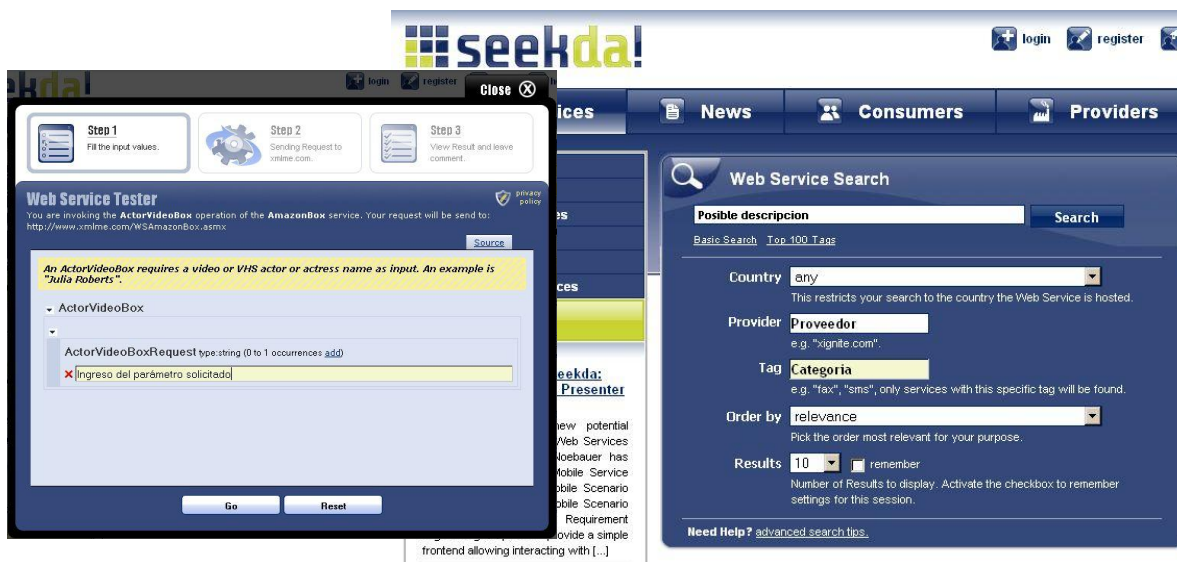 seekda!
login
register
ekda!
login
register
Close
ices
News
Consumers
Providers
Step 1
Fill the input values.
Step 2
Sending Request to
xmlme.com.
Step 3
View Result and leave
comment.
Web Service Tester
privacy
policy
You are invoking the ActorVideoBox operation of the AmazonBox service. Your request will be send to:
http://www.xmlme.com/WSAmazonBox.asmx
Source
An ActorVideoBox requires a video or VHS actor or actress name as input. An example is
"Julia Roberts".
ActorVideoBox
ActorVideoBoxRequest type:string (0 to 1 occurrences add)
Ingreso del parámetro solicitado
Go
Reset
es
ces
eekda:
Presenter
new potential
Web Services
Noebauer has
Mobile Service
obile Scenario
obile Scenario
Requirement
ovide a simple
frontend allowing interacting with [...]
Web Service Search
Posible descripcion
Search
Basic Search Top 100 Tags
Country any
This restricts your search to the country the Web Service is hosted.
Provider Proveedor
e.g. "xignite.com".
Tag Categoria
e.g. "fax", "sms", only services with this specific tag will be found.
Order by relevance
Pick the order most relevant for your purpose.
Results 10 remember
Number of Results to display. Activate the checkbox to remember
settings for this session.
Need Help? advanced search tips.